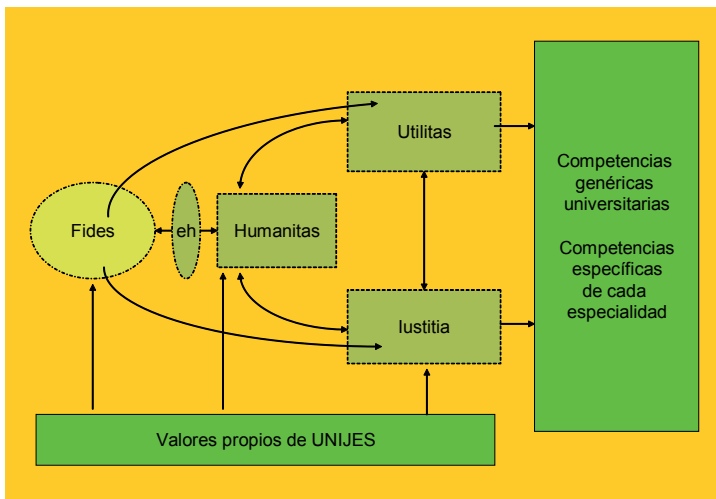 Utilitas
Competencias
genéricas
universitarias
Competencias
específicas
de cada
especialidad
Fides
eh
Humanitas
Iustitia
Valores propios de UNIJES